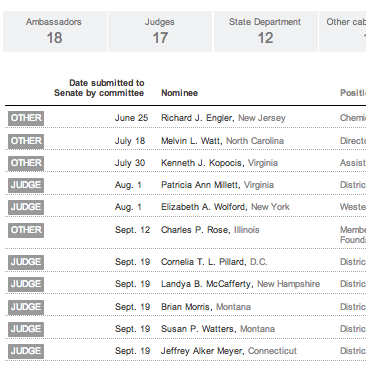 Ambassadors Judges State Department Other cab
18 17 12
Date submitted to
Senate by committee Nominee Positi
OTHER June 25 Richard J. Engler, New Jersey Chemi
OTHER July 18 Melvin L. Watt, North Carolina Directo
OTHER July 30 Kenneth J. Kopocis, Virginia Assist
JUDGE Aug. 1 Patricia Ann Millett, Virginia Distric
JUDGE Aug. 1 Elizabeth A. Wolford, New York Weste
OTHER Sept. 12 Charles P. Rose, Illinois Membe
Founda
JUDGE Sept. 19 Cornelia T. L. Pillard, D.C. Distric
JUDGE Sept. 19 Landya B. McCafferty, New Hampshire Distric
JUDGE Sept. 19 Brian Morris, Montana Distric
JUDGE Sept. 19 Susan P. Watters, Montana Distric
JUDGE Sept. 19 Jeffrey Alker Meyer, Connecticut Distric